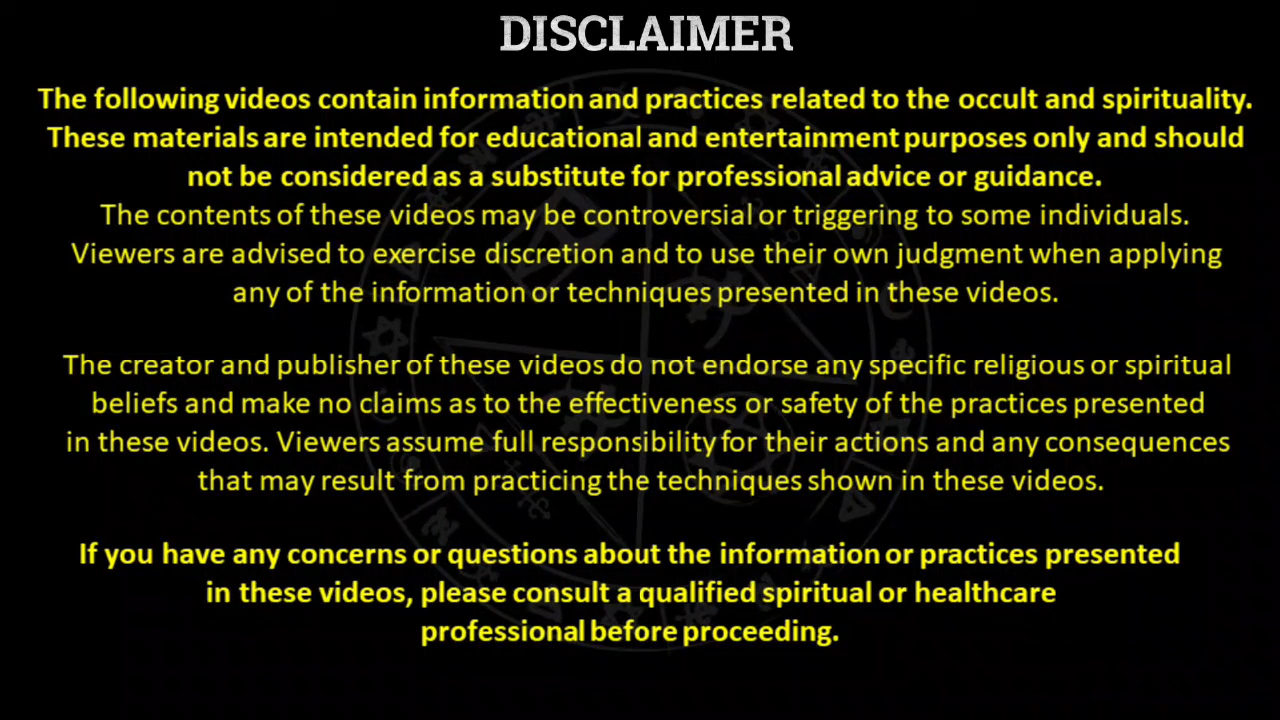 DISCLAIMER
The following videos contain information and practices related to the occult and spirituality.
These materials are intended for educational and entertainment purposes only and should
not be considered as a substitute for professional advice or guidance.
The contents of these videos may be controversial or triggering to some individuals.
Viewers are advised to exercise discretion and to use their own judgment when applying
any of the information or techniques presented in these videos.
The creator and publisher of these videos do not endorse any specific religious or spiritual
beliefs and make no claims as to the effectiveness or safety of the practices presented
in these videos. Viewers assume full responsibility for their actions and any consequences
that may result from practicing the techniques shown in these videos.
If you have any concerns or questions about the information or practices presented
in these videos, please consult a qualified spiritual or healthcare
professional before proceeding.